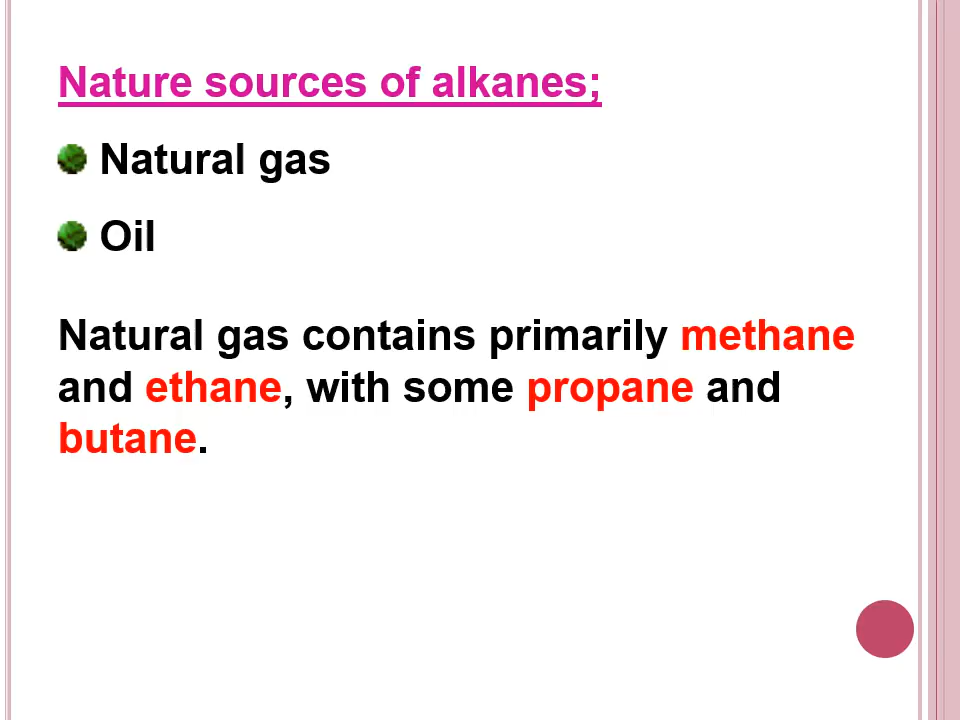 Nature sources of alkanes;
Natural gas
Oil
Natural gas contains primarily methane
and ethane, with some propane and
butane.